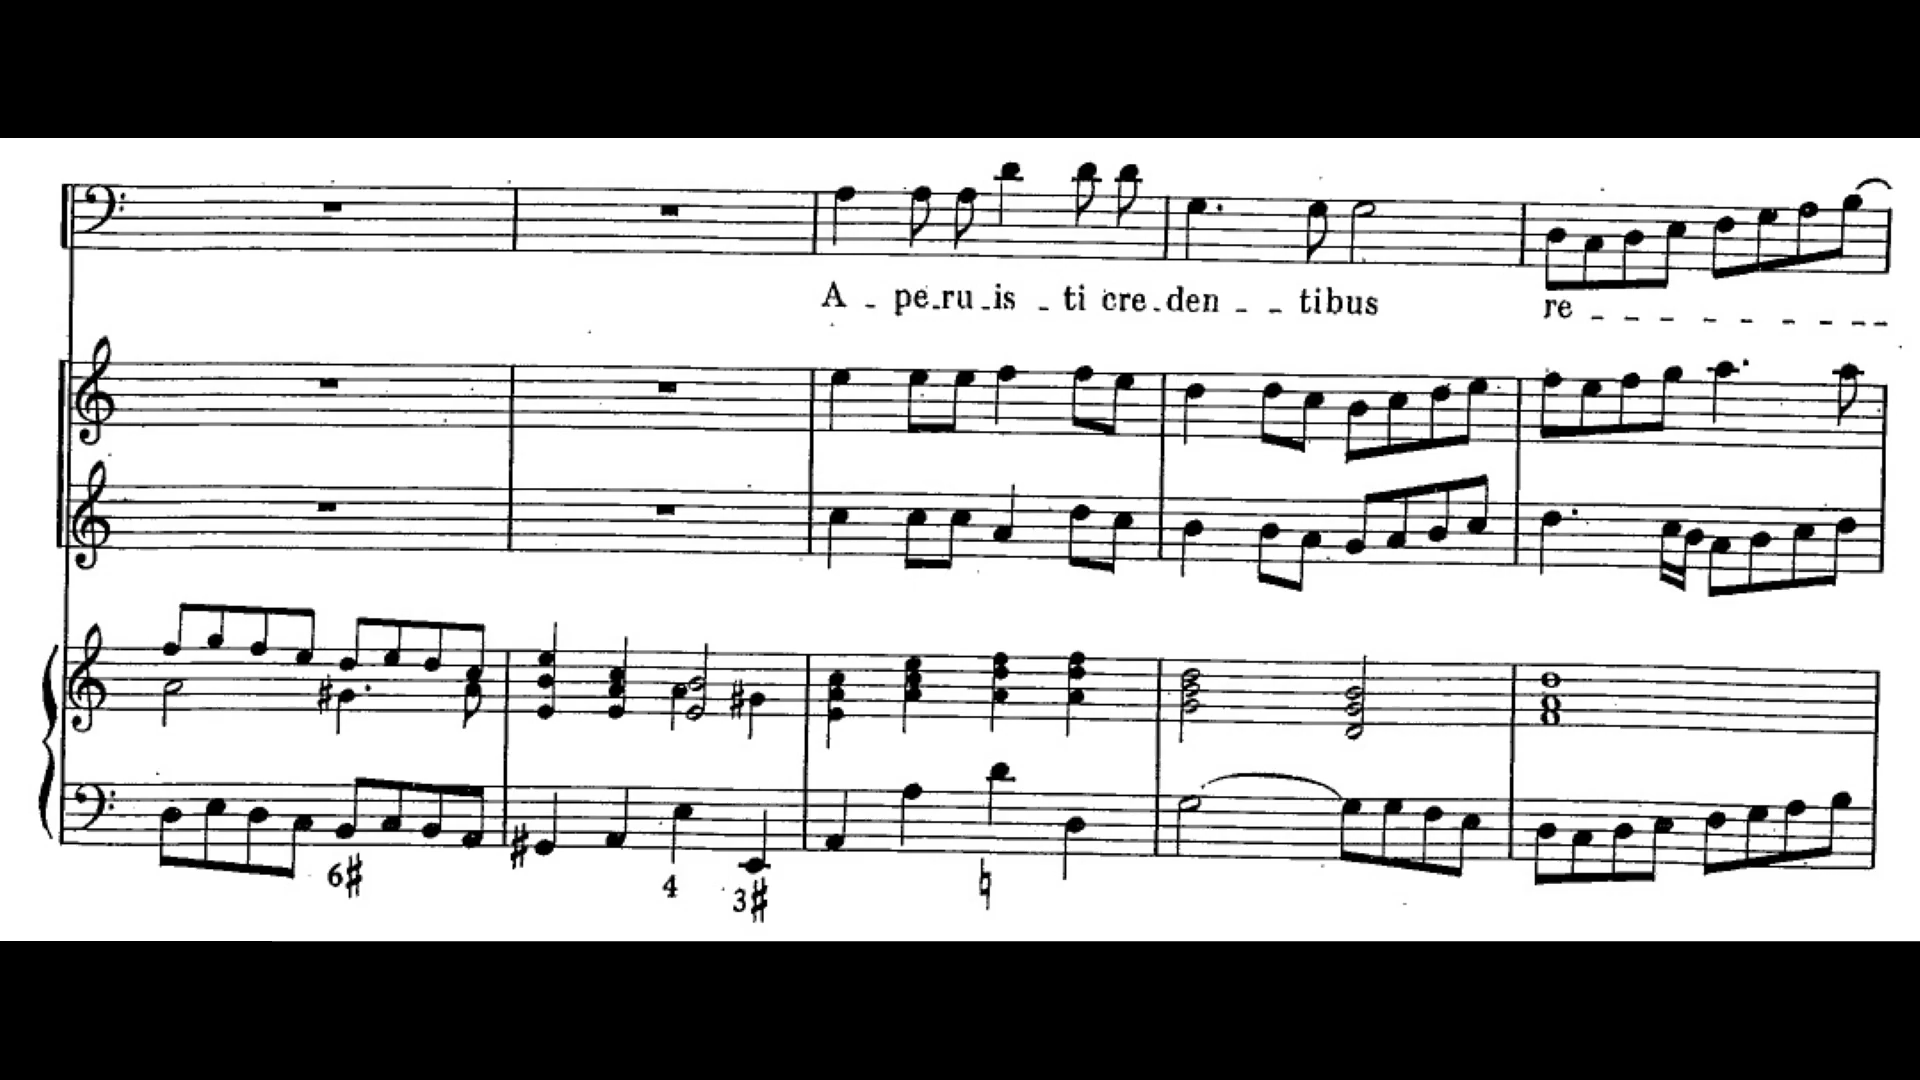 A - pe-ru-is - ti cre-den - - tibus re - - - - - - - - -
6♯ 4 3♯ ♮